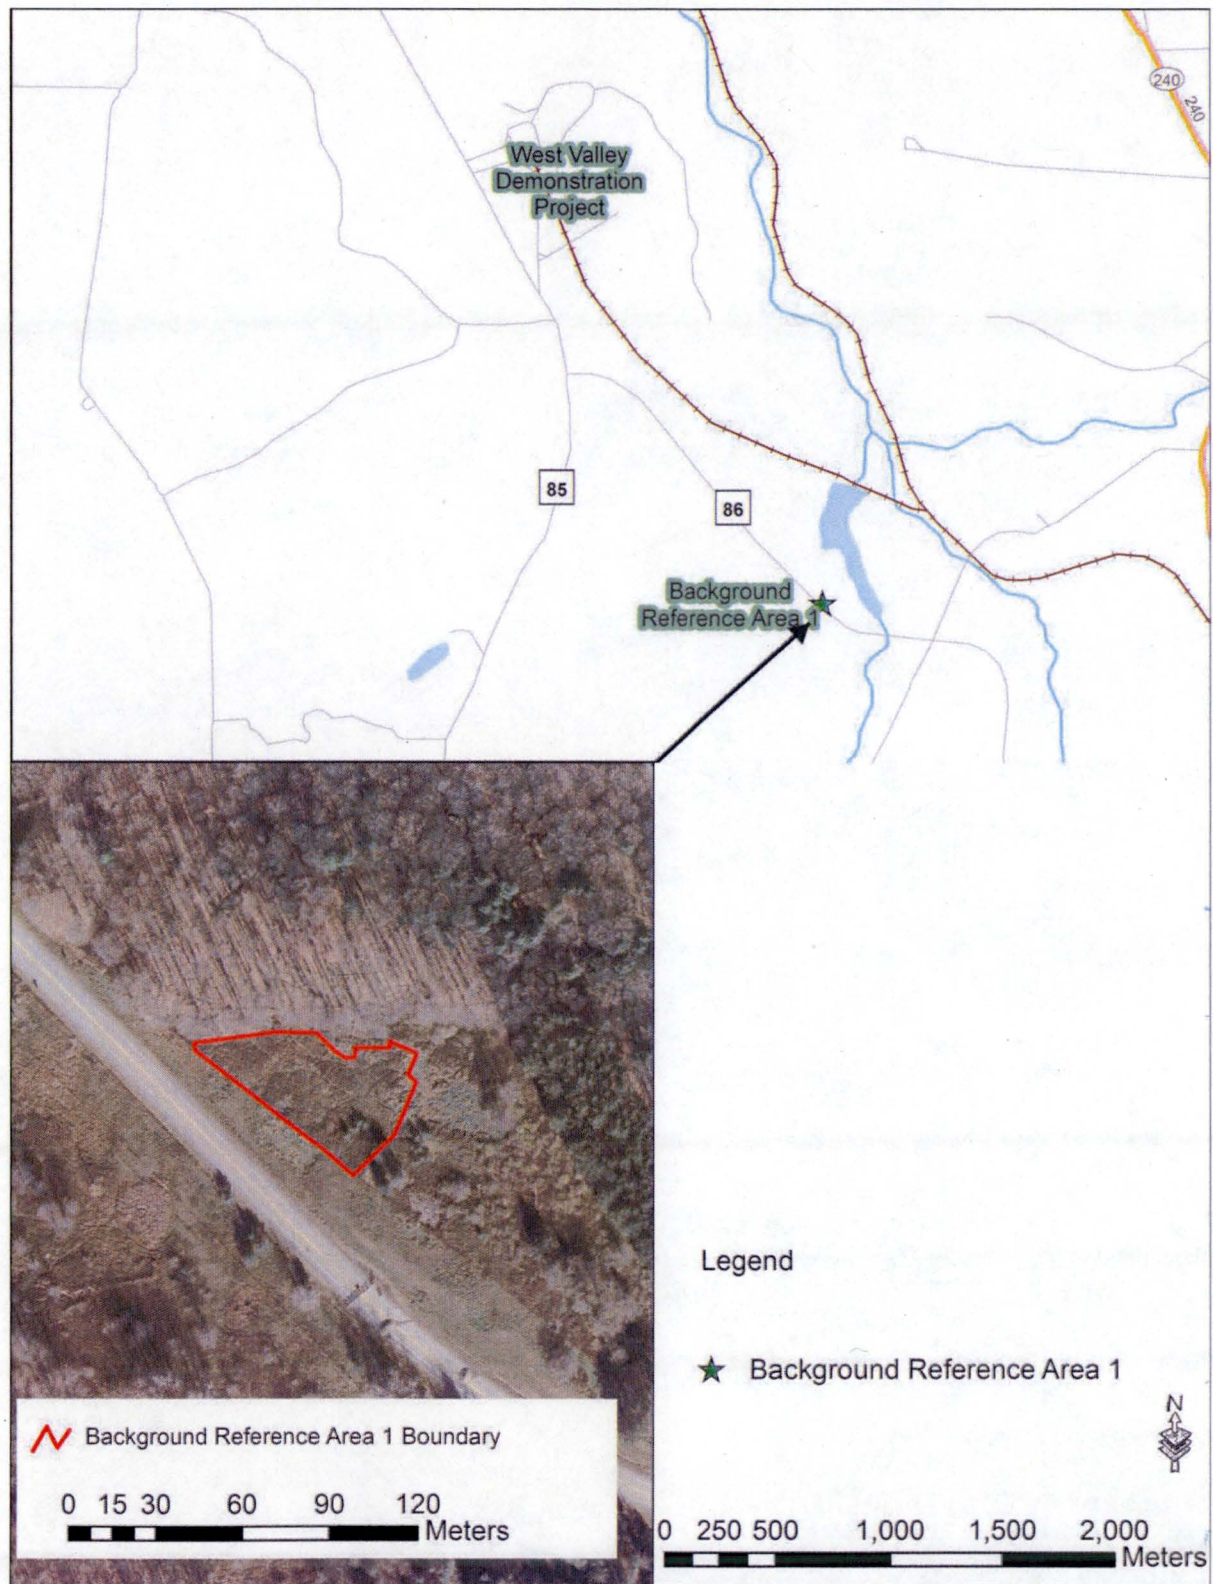 240
240
West Valley
Demonstration
Project
85
86
Background
Reference Area 1
Legend
Background Reference Area 1
N
Background Reference Area 1 Boundary
0 15 30 60 90 120
Meters
0 250 500 1,000 1,500 2,000
Meters